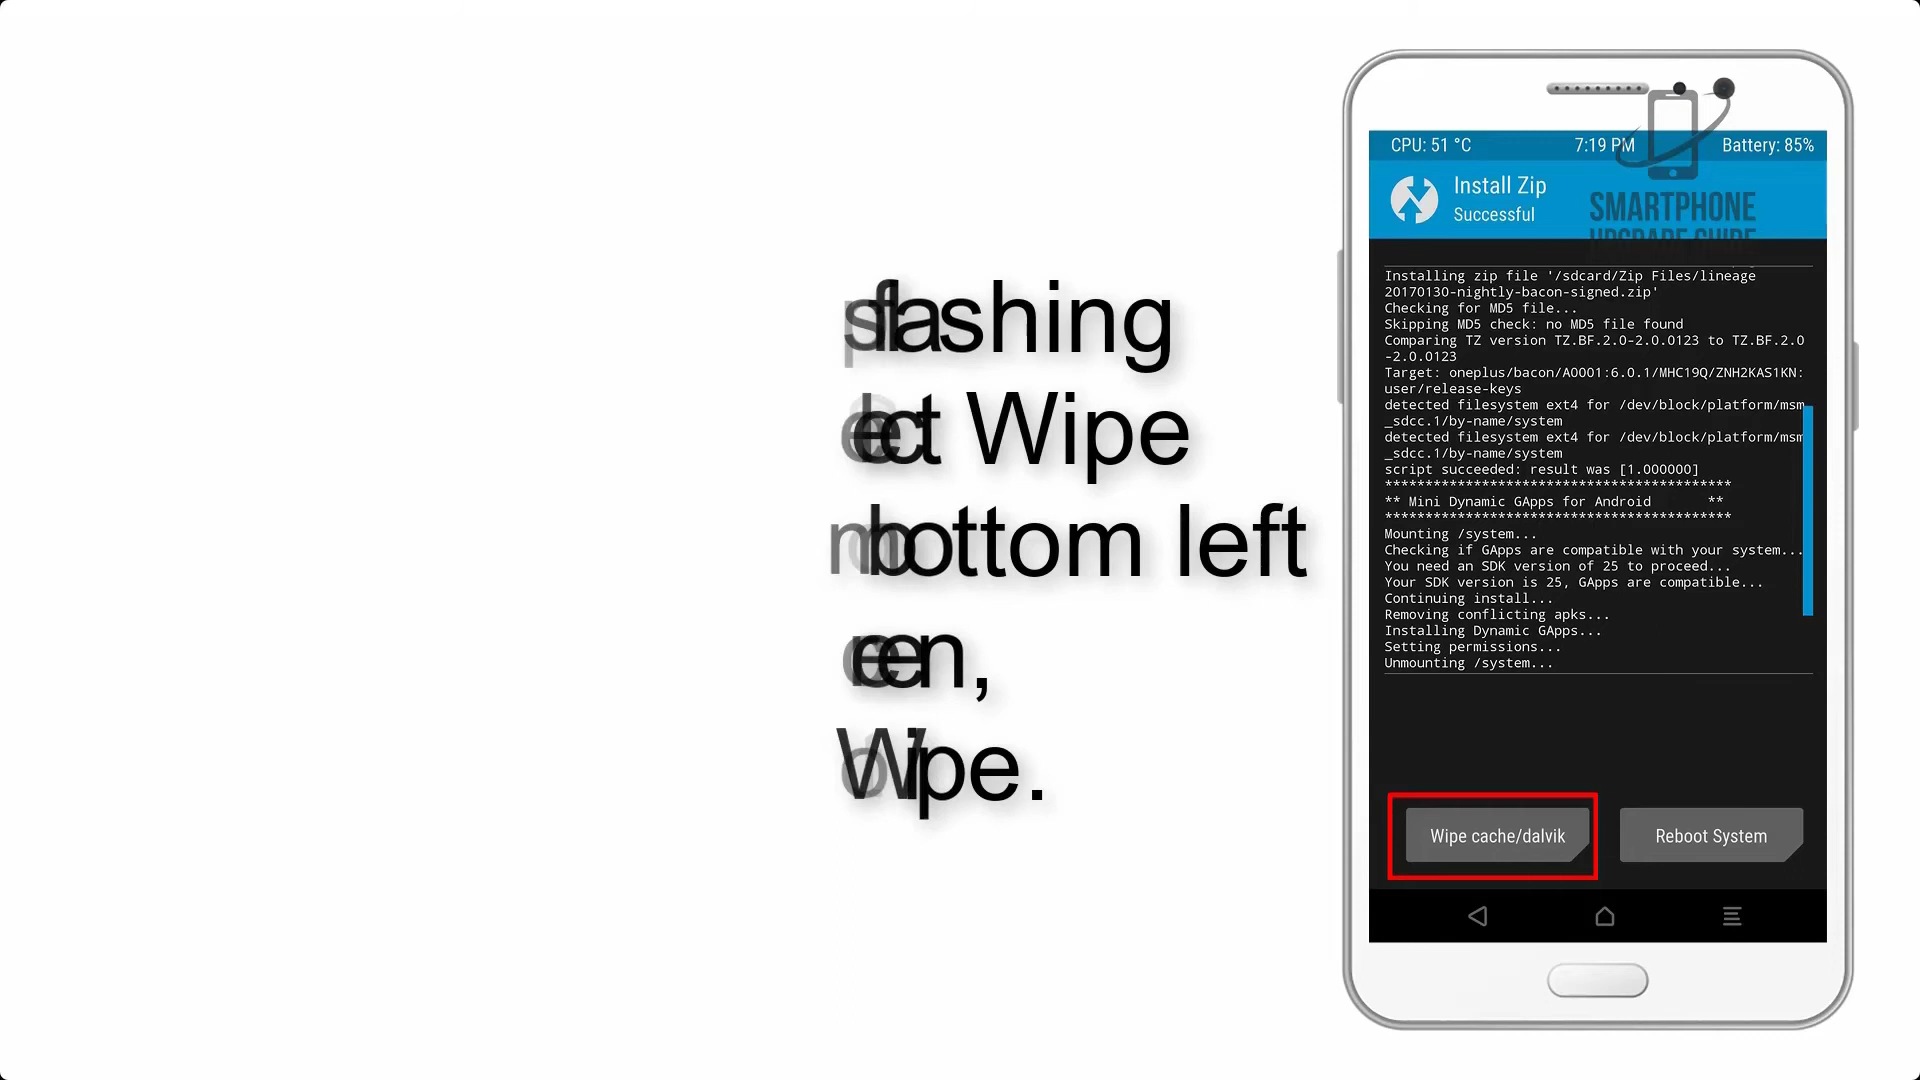 flashing
Wipe
bottom left
Wipe.
CPU: 51 °C 7:19 PM Battery: 85%
Install Zip
Successful
SMARTPHONE
UPGRADE GUIDE
Installing zip file '/sdcard/Zip Files/lineage
20170130-nightly-bacon-signed.zip'
Checking for MD5 file...
Skipping MD5 check: no MD5 file found
Comparing TZ version TZ.BF.2.0-2.0.0123 to TZ.BF.2.0
-2.0.0123
Target: oneplus/bacon/A0001:6.0.1/MHC19Q/ZNH2KAS1KN:
user/release-keys
detected filesystem ext4 for /dev/block/platform/msm
_sdcc.1/by-name/system
detected filesystem ext4 for /dev/block/platform/msm
_sdcc.1/by-name/system
script succeeded: result was [1.000000]
*******************************************
** Mini Dynamic GApps for Android **
*******************************************
Mounting /system...
Checking if GApps are compatible with your system...
You need an SDK version of 25 to proceed...
Your SDK version is 25, GApps are compatible...
Continuing install...
Removing conflicting apks...
Installing Dynamic GApps...
Setting permissions...
Unmounting /system...
Wipe cache/dalvik Reboot System